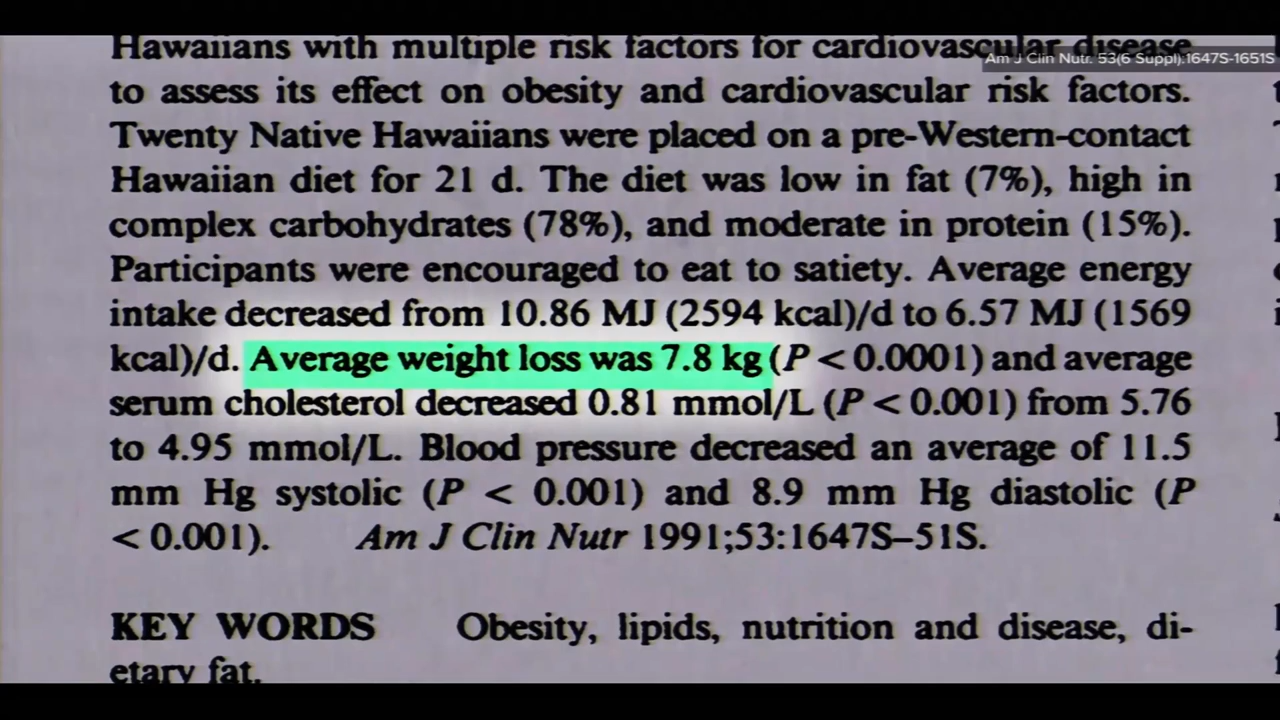 Hawaiians with multiple risk factors for cardiovascular disease
Am J Clin Nutr. 53(6 Suppl):1647S-1651S
to assess its effect on obesity and cardiovascular risk factors.
Twenty Native Hawaiians were placed on a pre-Western-contact
Hawaiian diet for 21 d. The diet was low in fat (7%), high in
complex carbohydrates (78%), and moderate in protein (15%).
Participants were encouraged to eat to satiety. Average energy
intake decreased from 10.86 MJ (2594 kcal)/d to 6.57 MJ (1569
kcal)/d. Average weight loss was 7.8 kg (P < 0.0001) and average
serum cholesterol decreased 0.81 mmol/L (P < 0.001) from 5.76
to 4.95 mmol/L. Blood pressure decreased an average of 11.5
mm Hg systolic (P < 0.001) and 8.9 mm Hg diastolic (P
< 0.001). Am J Clin Nutr 1991;53:1647S–51S.
KEY WORDS Obesity, lipids, nutrition and disease, di-
etary fat.